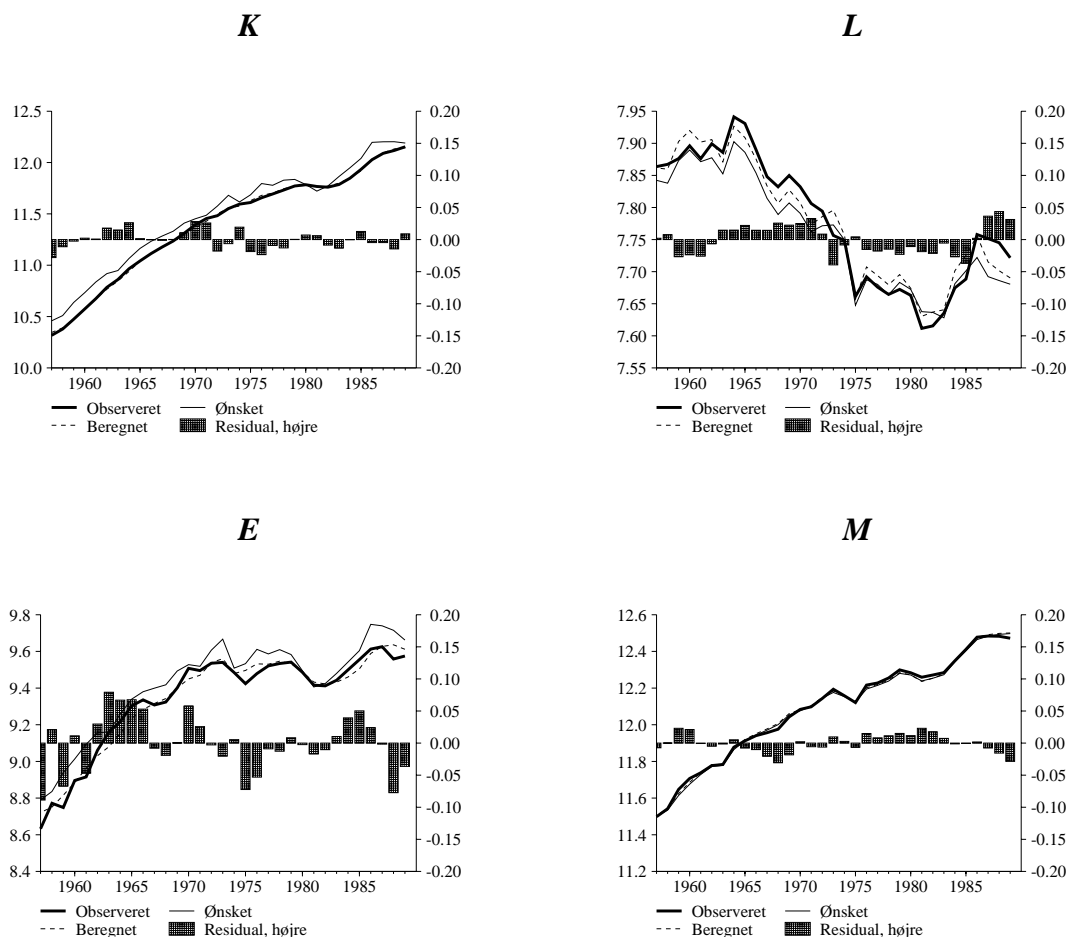 K L
12.5 0.20 7.95 0.20
0.15 7.90 0.15
12.0 0.10 7.85 0.10
11.5 0.05 7.80 0.05
0.00 7.75 0.00
11.0 -0.05 7.70 -0.05
10.5 -0.10 7.65 -0.10
-0.15 7.60 -0.15
10.0 -0.20 7.55 -0.20
1960 1965 1970 1975 1980 1985 1960 1965 1970 1975 1980 1985
Observeret Ønsket Observeret Ønsket
Beregnet Residual, højre Beregnet Residual, højre
E M
9.8 0.20 12.6 0.20
9.6 0.15 12.4 0.15
0.10 0.10
9.4 12.2
0.05 0.05
9.2 12.0
0.00 0.00
9.0 -0.05 11.8 -0.05
8.8 -0.10 11.6 -0.10
8.6 -0.15 11.4 -0.15
8.4 -0.20 11.2 -0.20
1960 1965 1970 1975 1980 1985 1960 1965 1970 1975 1980 1985
Observeret Ønsket Observeret Ønsket
Beregnet Residual, højre Beregnet Residual, højre